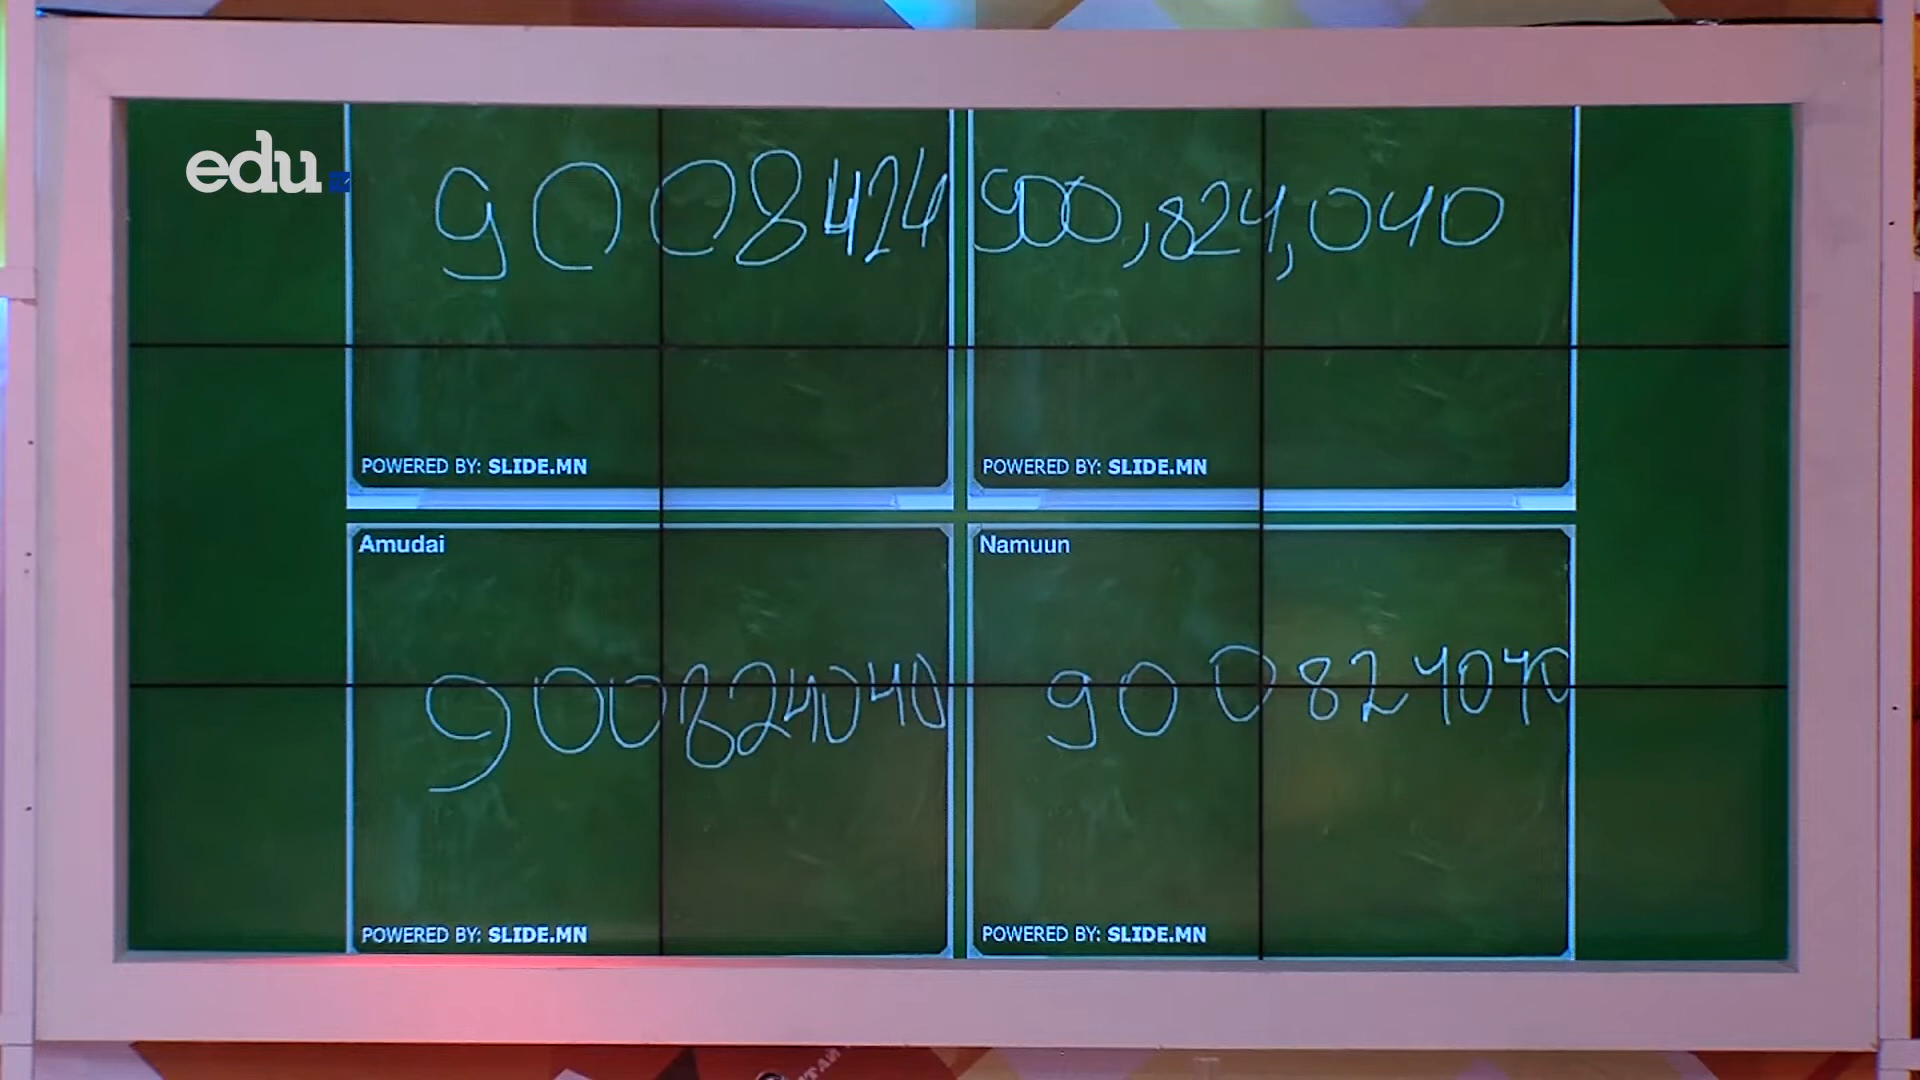 edu.
9008424
900,824,040
POWERED BY: SLIDE.MN
POWERED BY: SLIDE.MN
Amudai
Namuun
900824040
900824040
POWERED BY: SLIDE.MN
POWERED BY: SLIDE.MN